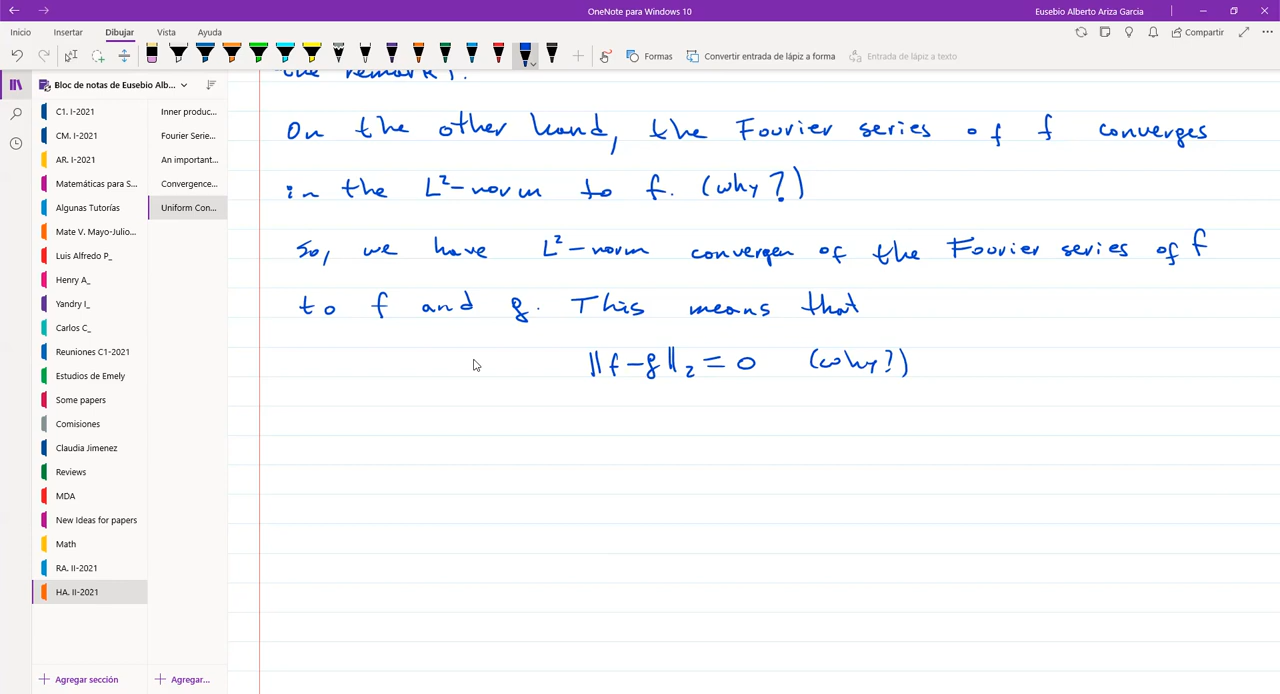 OneNote para Windows 10
Eusebio Alberto Ariza Garcia
Inicio
Insertar
Dibujar
Vista
Ayuda
Compartir
Formas
Convertir entrada de lápiz a forma
Entrada de lápiz a texto
Bloc de notas de Eusebio Alb...
C1. I-2021
CM. I-2021
AR. I-2021
Matemáticas para S...
Algunas Tutorías
Mate V. Mayo-Julio...
Luis Alfredo P_
Henry A_
Yandry I_
Carlos C_
Reuniones C1-2021
Estudios de Emely
Some papers
Comisiones
Claudia Jimenez
Reviews
MDA
New Ideas for papers
Math
RA. II-2021
HA. II-2021
Agregar sección
Inner produc...
Fourier Serie...
An important...
Convergence...
Uniform Con...
Agregar...
the remark).
On the other hand, the Fourier series of f converges
in the L²-norm to f. (why?)
So, we have L²-norm convergen of the Fourier series of f
to f and g. This means that
||f-g||₂ = 0 (why?)